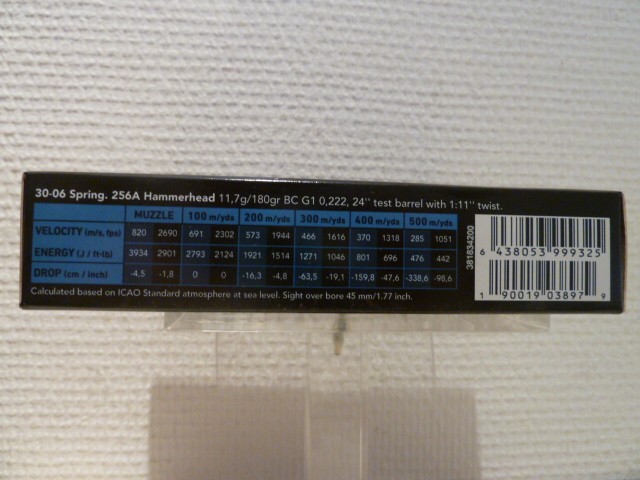 30-06 Spring. 256A Hammerhead 11,7g/180gr BC G1 0,222, 24'' test barrel with 1:11'' twist.
MUZZLE 100 m/yds 200 m/yds 300 m/yds 400 m/yds 500 m/yds
VELOCITY (m/s, fps) 820 2690 691 2302 573 1944 466 1616 370 1318 285 1051
ENERGY (J / ft-lb) 3934 2901 2793 2124 1921 1514 1271 1046 801 696 476 442
DROP (cm / inch) -4,5 -1,8 0 0 -16,3 -4,8 -63,5 -19,1 -159,8 -47,6 -338,6 -98,6
Calculated based on ICAO Standard atmosphere at sea level. Sight over bore 45 mm/1.77 inch.
381834200
6 438053 999325
1 90019 03897 9